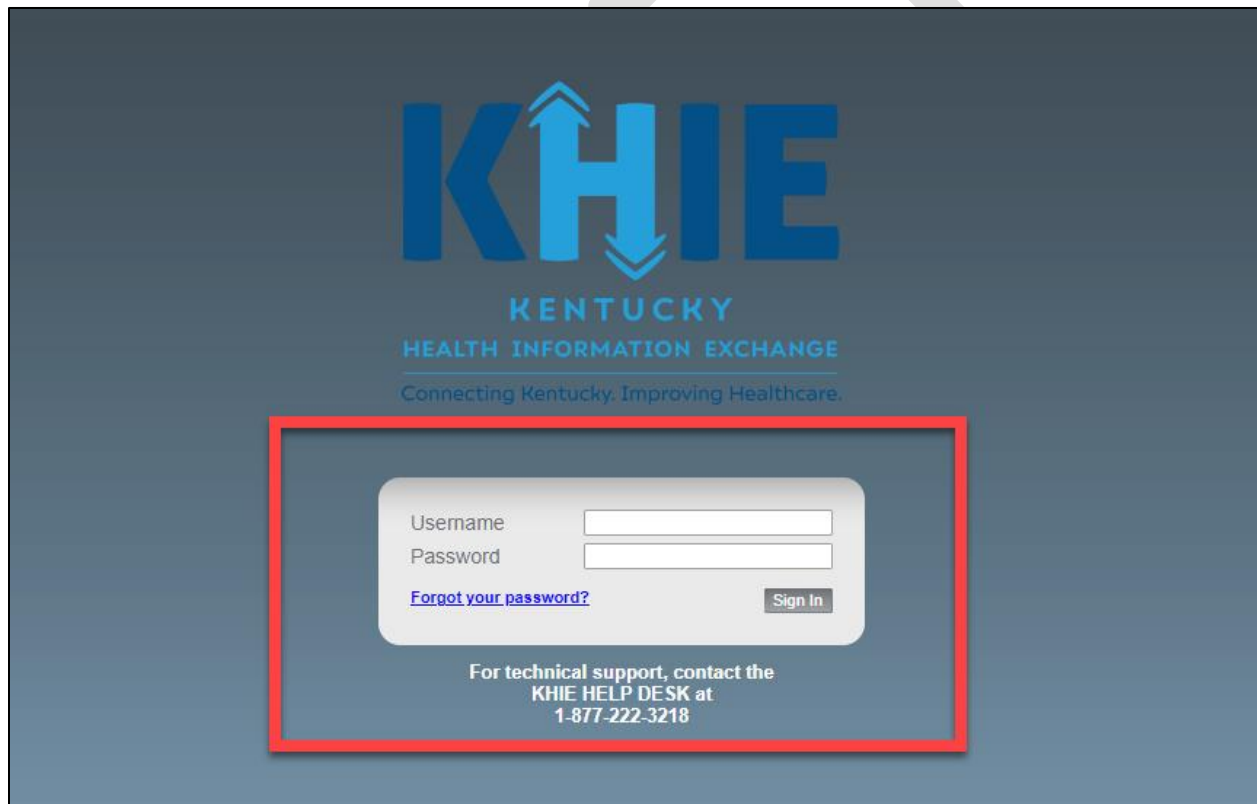 KHIE
KENTUCKY
HEALTH INFORMATION EXCHANGE
Connecting Kentucky. Improving Healthcare.
Username
Password
Forgot your password? Sign In
For technical support, contact the
KHIE HELP DESK at
1-877-222-3218